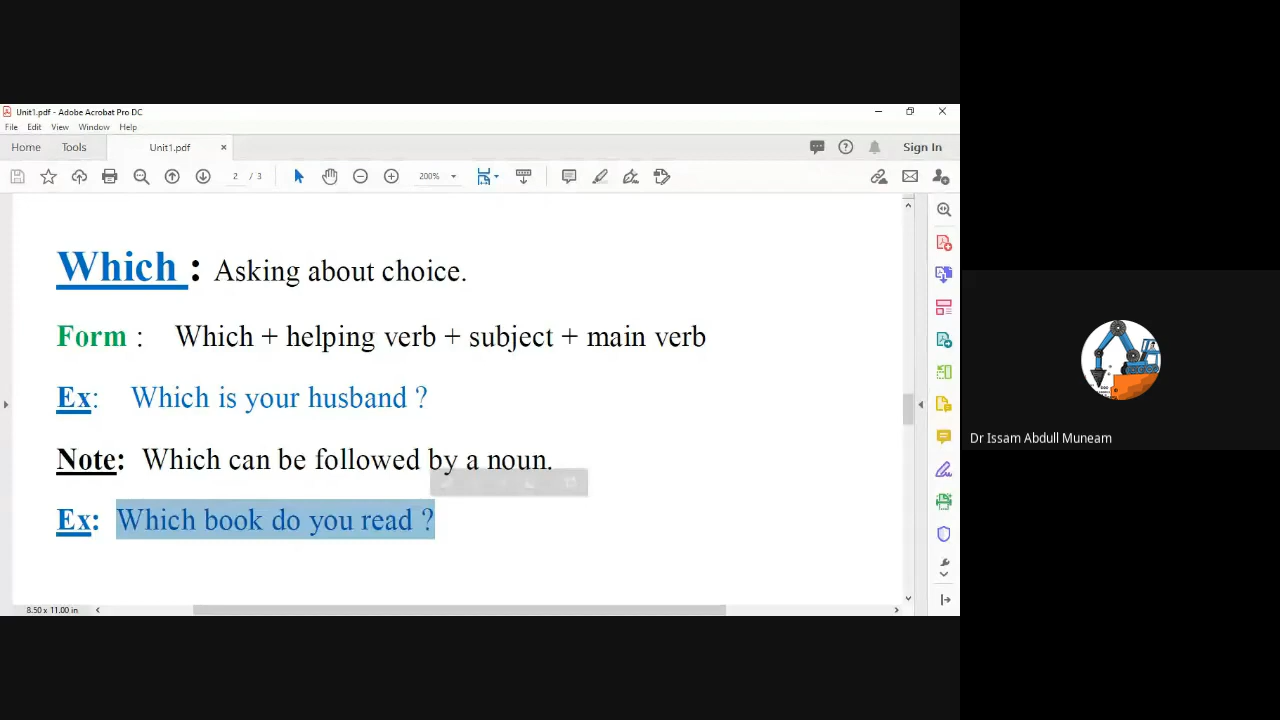 Unit1.pdf - Adobe Acrobat Pro DC
File Edit View Window Help
Home Tools Unit1.pdf × Sign In
2 / 3 200%
Which : Asking about choice.
Form : Which + helping verb + subject + main verb
Ex: Which is your husband ?
Note: Which can be followed by a noun.
Ex: Which book do you read ?
8.50 x 11.00 in
Dr Issam Abdull Muneam